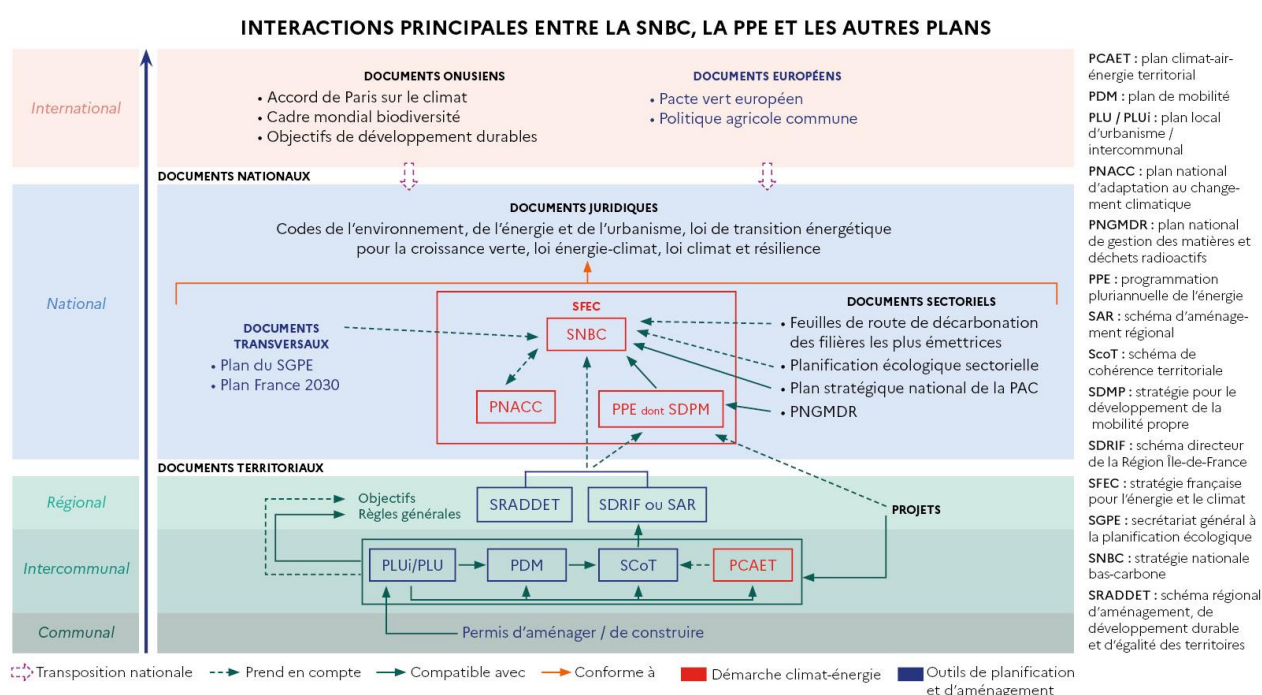 INTERACTIONS PRINCIPALES ENTRE LA SNBC, LA PPE ET LES AUTRES PLANS
International
DOCUMENTS ONUSIENS
• Accord de Paris sur le climat
• Cadre mondial biodiversité
• Objectifs de développement durables
DOCUMENTS EUROPÉENS
• Pacte vert européen
• Politique agricole commune
DOCUMENTS NATIONAUX
National
DOCUMENTS JURIDIQUES
Codes de l'environnement, de l'énergie et de l'urbanisme, loi de transition énergétique
pour la croissance verte, loi énergie-climat, loi climat et résilience
DOCUMENTS
TRANSVERSAUX
• Plan du SGPE
• Plan France 2030
SFEC
SNBC
PNACC
PPE dont SDPM
DOCUMENTS SECTORIELS
• Feuilles de route de décarbonation
des filières les plus émettrices
• Planification écologique sectorielle
• Plan stratégique national de la PAC
• PNGMDR
DOCUMENTS TERRITORIAUX
Régional
Objectifs
Règles générales
SRADDET
SDRIF ou SAR
PROJETS
Intercommunal
PLUi/PLU
PDM
SCoT
PCAET
Communal
Permis d'aménager / de construire
PCAET : plan climat-air-
énergie territorial
PDM : plan de mobilité
PLU / PLUi : plan local
d'urbanisme /
intercommunal
PNACC : plan national
d'adaptation au change-
ment climatique
PNGMDR : plan national
de gestion des matières et
déchets radioactifs
PPE : programmation
pluriannuelle de l'énergie
SAR : schéma d'aménage-
ment régional
ScoT : schéma de
cohérence territoriale
SDMP : stratégie pour le
développement de la
mobilité propre
SDRIF : schéma directeur
de la Région Île-de-France
SFEC : stratégie française
pour l'énergie et le climat
SGPE : secrétariat général à
la planification écologique
SNBC : stratégie nationale
bas-carbone
SRADDET : schéma régional
d'aménagement, de
développement durable
et d'égalité des territoires
Transposition nationale
Prend en compte
Compatible avec
Conforme à
Démarche climat-énergie
Outils de planification
et d'aménagement